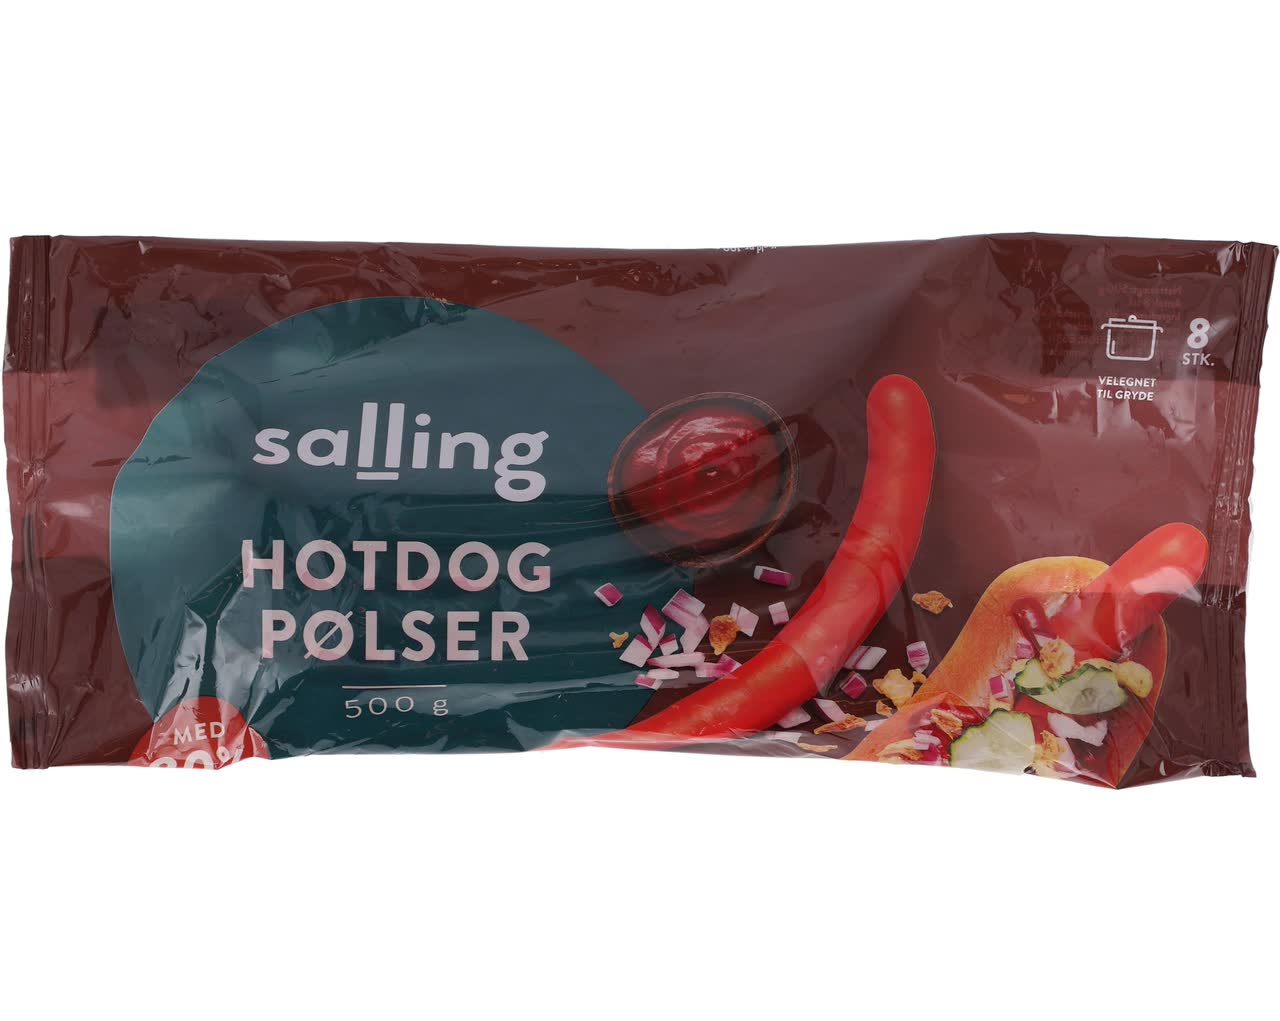 salling
HOTDOG
PØLSER
500 g
MED
8
STK.
VELEGNET
TIL GRYDE